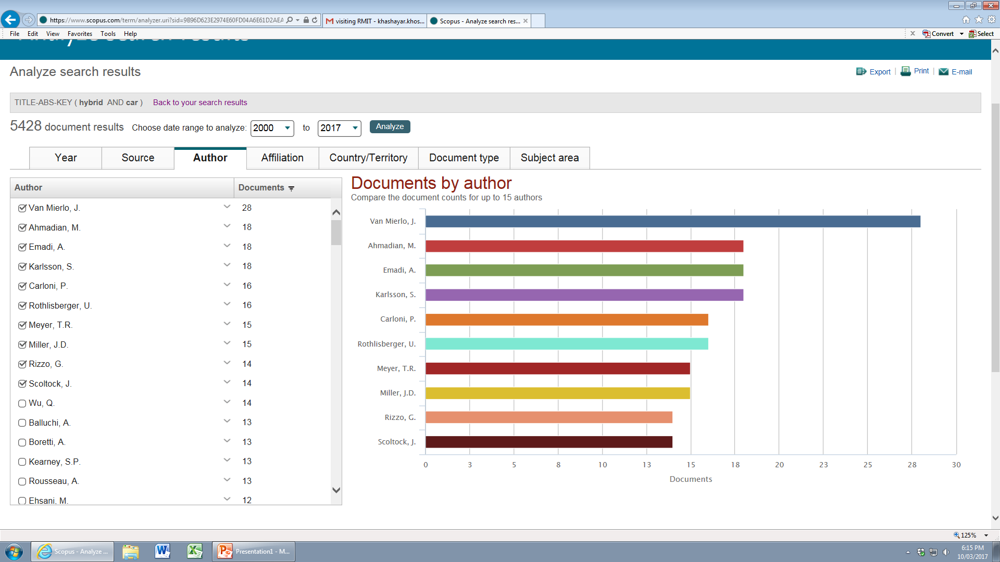 https://www.scopus.com/term/analyzer.uri?sid=9B96D623E2974E60FD04A6E61D2AEA
visiting RMIT - khashayar.khos...
Scopus - Analyze search res...
File Edit View Favorites Tools Help
Convert Select
Analyze search results
Analyze search results
Export | Print | E-mail
TITLE-ABS-KEY ( hybrid AND car ) Back to your search results
5428 document results Choose date range to analyze: 2000 to 2017 Analyze
Year Source Author Affiliation Country/Territory Document type Subject area
Author Documents
Van Mierlo, J. 28
Ahmadian, M. 18
Emadi, A. 18
Karlsson, S. 18
Carloni, P. 16
Rothlisberger, U. 16
Meyer, T.R. 15
Miller, J.D. 15
Rizzo, G. 14
Scoltock, J. 14
Wu, Q. 14
Balluchi, A. 13
Boretti, A. 13
Kearney, S.P. 13
Rousseau, A. 13
Ehsani, M. 12
Documents by author
Compare the document counts for up to 15 authors
Van Mierlo, J.
Ahmadian, M.
Emadi, A.
Karlsson, S.
Carloni, P.
Rothlisberger, U.
Meyer, T.R.
Miller, J.D.
Rizzo, G.
Scoltock, J.
0 3 5 8 10 13 15 18 20 23 25 28 30
Documents
125%
Scopus - Analyze ...
Presentation1 - M...
6:15 PM
10/03/2017